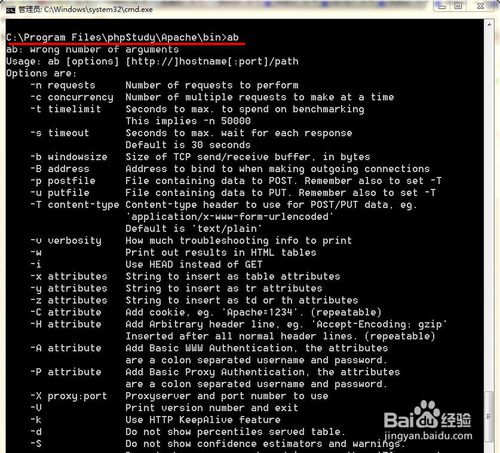 管理员: C:\Windows\system32\cmd.exe
C:\Program Files\phpStudy\Apache\bin>ab
ab: wrong number of arguments
Usage: ab [options] [http://]hostname[:port]/path
Options are:
-n requests Number of requests to perform
-c concurrency Number of multiple requests to make at a time
-t timelimit Seconds to max. to spend on benchmarking
This implies -n 50000
-s timeout Seconds to max. wait for each response
Default is 30 seconds
-b windowsize Size of TCP send/receive buffer, in bytes
-B address Address to bind to when making outgoing connections
-p postfile File containing data to POST. Remember also to set -T
-u putfile File containing data to PUT. Remember also to set -T
-T content-type Content-type header to use for POST/PUT data, eg.
'application/x-www-form-urlencoded'
Default is 'text/plain'
-v verbosity How much troubleshooting info to print
-w Print out results in HTML tables
-i Use HEAD instead of GET
-x attributes String to insert as table attributes
-y attributes String to insert as tr attributes
-z attributes String to insert as td or th attributes
-C attribute Add cookie, eg. 'Apache=1234'. (repeatable)
-H attribute Add Arbitrary header line, eg. 'Accept-Encoding: gzip'
Inserted after all normal header lines. (repeatable)
-A attribute Add Basic WWW Authentication, the attributes
are a colon separated username and password.
-P attribute Add Basic Proxy Authentication, the attributes
are a colon separated username and password.
-X proxy:port Proxyserver and port number to use
-V Print version number and exit
-k Use HTTP KeepAlive feature
-d Do not show percentiles served table.
-S Do not show confidence estimators and warnings.
Baidu经验
jingyan.baidu.com